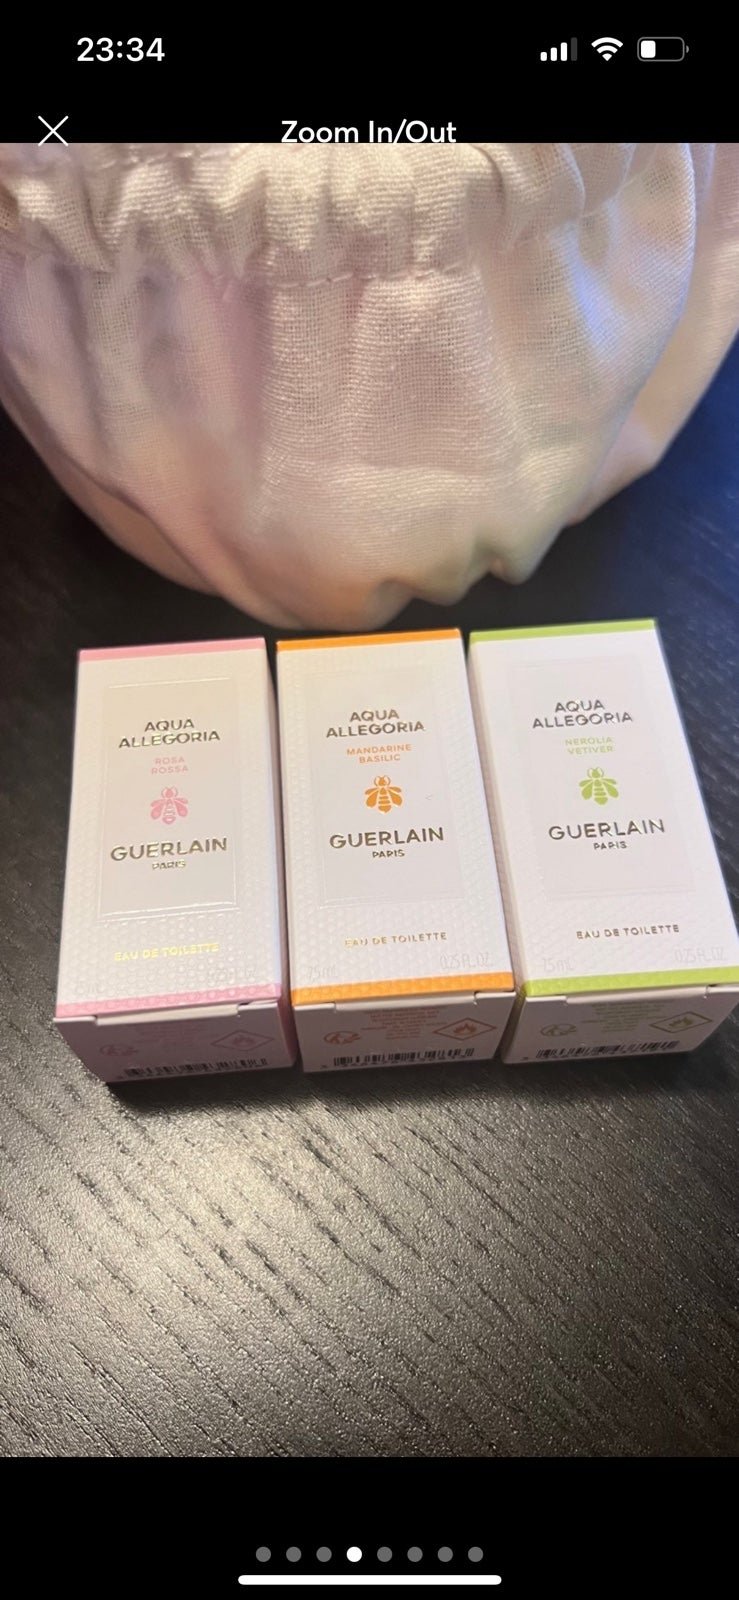 23:34
Zoom In/Out
AQUA
ALLEGORIA
ROSA
ROSSA
GUERLAIN
PARIS
EAU DE TOILETTE
AQUA
ALLEGORIA
MANDARINE
BASILIC
GUERLAIN
PARIS
EAU DE TOILETTE
7.5 mL 0.25 FL. OZ.
AQUA
ALLEGORIA
NEROLIA
VETIVER
GUERLAIN
PARIS
EAU DE TOILETTE
7.5 mL 0.25 FL. OZ.